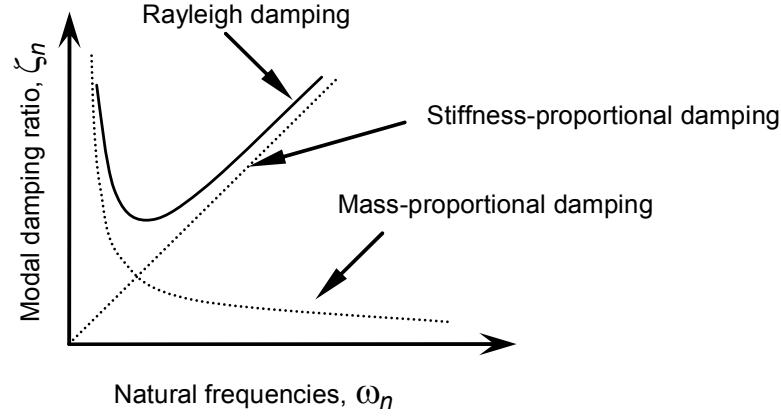 Rayleigh damping
Modal damping ratio, ζn
Stiffness-proportional damping
Mass-proportional damping
Natural frequencies, ωn